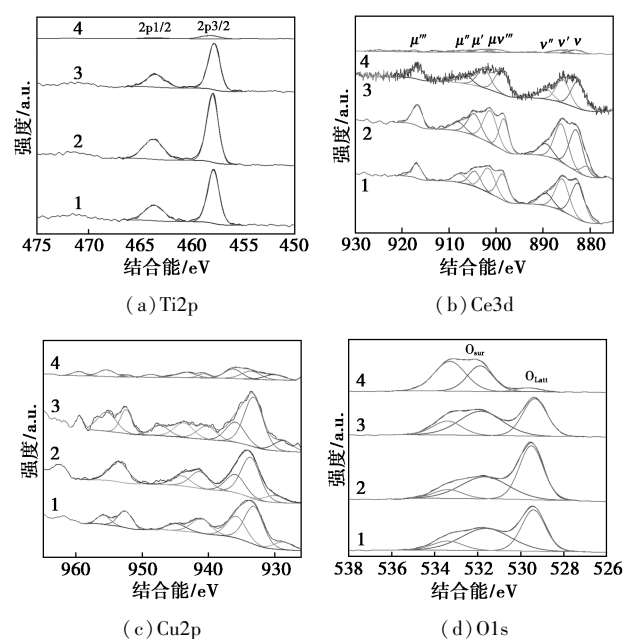 2p1/2 2p3/2
4
3
2
1
强度/a.u.
475 470 465 460 455 450
结合能/eV
(a)Ti2p
μ''' μ'' μ' μν''' ν'' ν' ν
4
3
2
1
强度/a.u.
930 920 910 900 890 880
结合能/eV
(b)Ce3d
4
3
2
1
强度/a.u.
960 950 940 930
结合能/eV
(c)Cu2p
Osur
OLatt
4
3
2
1
强度/a.u.
538 536 534 532 530 528 526
结合能/eV
(d)O1s